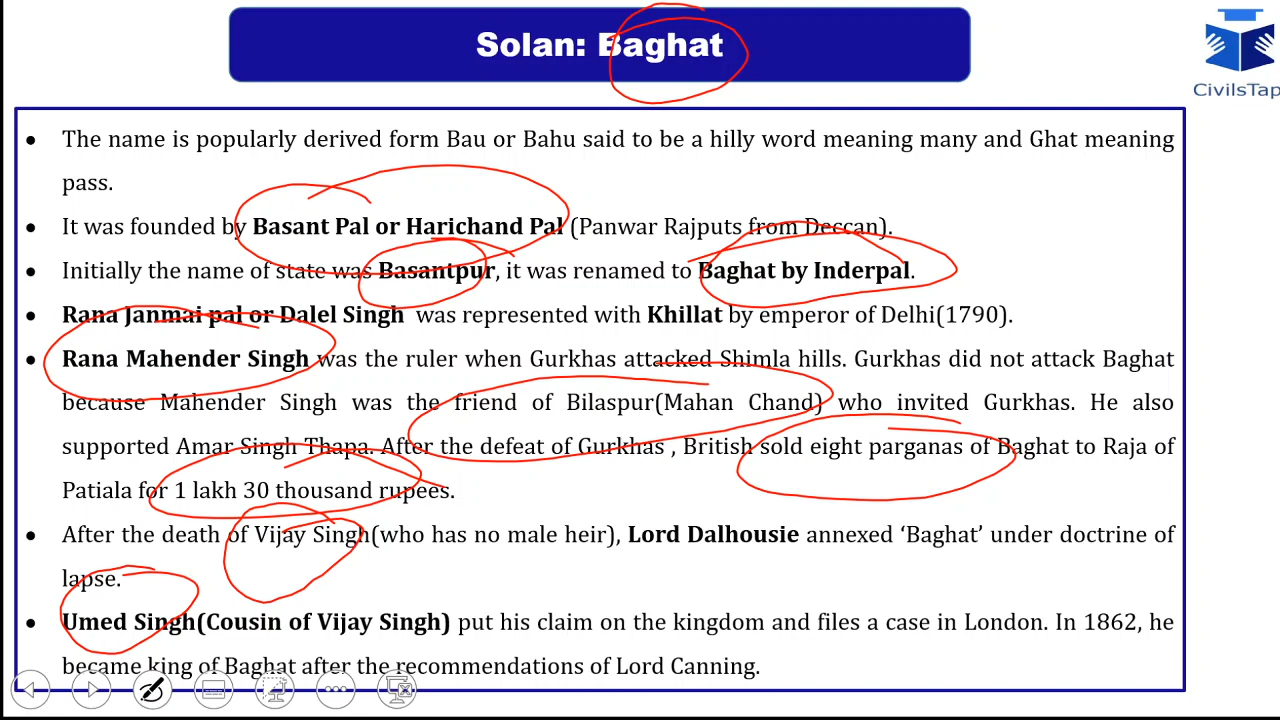 Solan: Baghat
CivilsTap
The name is popularly derived form Bau or Bahu said to be a hilly word meaning many and Ghat meaning
pass.
It was founded by Basant Pal or Harichand Pal (Panwar Rajputs from Deccan).
Initially the name of state was Basantpur, it was renamed to Baghat by Inderpal.
Rana Janmai pal or Dalel Singh was represented with Khillat by emperor of Delhi(1790).
Rana Mahender Singh was the ruler when Gurkhas attacked Shimla hills. Gurkhas did not attack Baghat
because Mahender Singh was the friend of Bilaspur(Mahan Chand) who invited Gurkhas. He also
supported Amar Singh Thapa. After the defeat of Gurkhas , British sold eight parganas of Baghat to Raja of
Patiala for 1 lakh 30 thousand rupees.
After the death of Vijay Singh(who has no male heir), Lord Dalhousie annexed ‘Baghat’ under doctrine of
lapse.
Umed Singh(Cousin of Vijay Singh) put his claim on the kingdom and files a case in London. In 1862, he
became king of Baghat after the recommendations of Lord Canning.